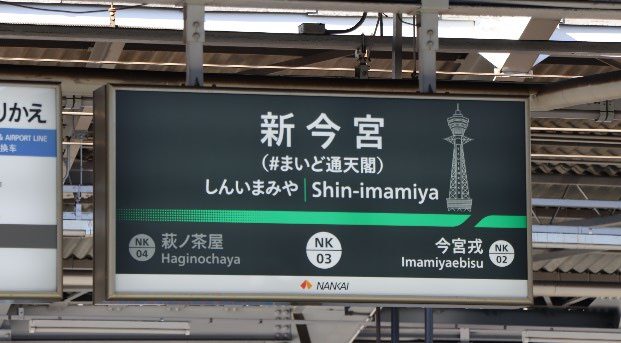 りかえ
& AIRPORT LINE
换车
新今宮
(#まいど通天閣)
しんいまみや Shin-imamiya
NK 04 萩ノ茶屋
Haginochaya
NK 03
今宮戎 NK 02
Imamiyaebisu
NANKAI